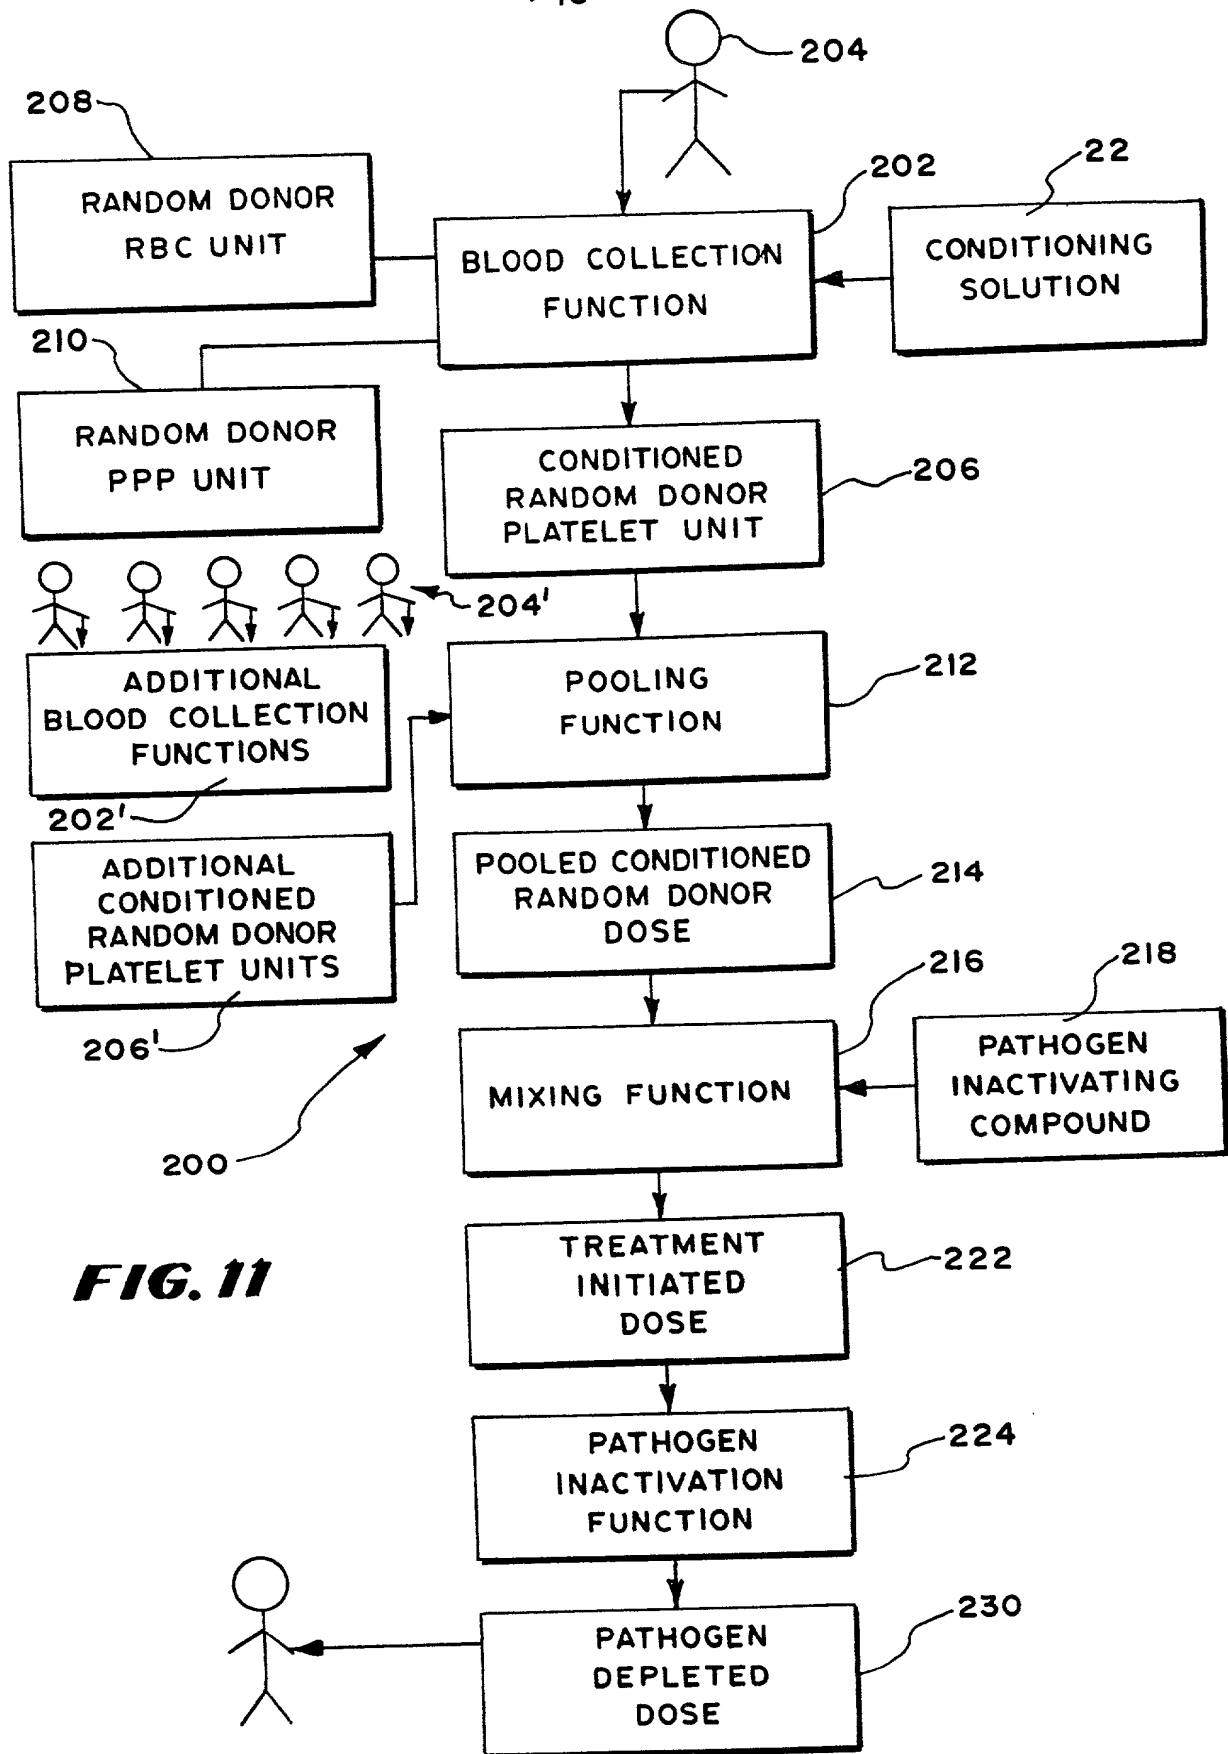 204
208
202
22
RANDOM DONOR
RBC UNIT
BLOOD COLLECTION
FUNCTION
CONDITIONING
SOLUTION
210
RANDOM DONOR
PPP UNIT
CONDITIONED
RANDOM DONOR
PLATELET UNIT
206
204'
ADDITIONAL
BLOOD COLLECTION
FUNCTIONS
202'
POOLING
FUNCTION
212
ADDITIONAL
CONDITIONED
RANDOM DONOR
PLATELET UNITS
206'
POOLED CONDITIONED
RANDOM DONOR
DOSE
214
216
218
MIXING FUNCTION
PATHOGEN
INACTIVATING
COMPOUND
200
FIG. 11
TREATMENT
INITIATED
DOSE
222
PATHOGEN
INACTIVATION
FUNCTION
224
PATHOGEN
DEPLETED
DOSE
230